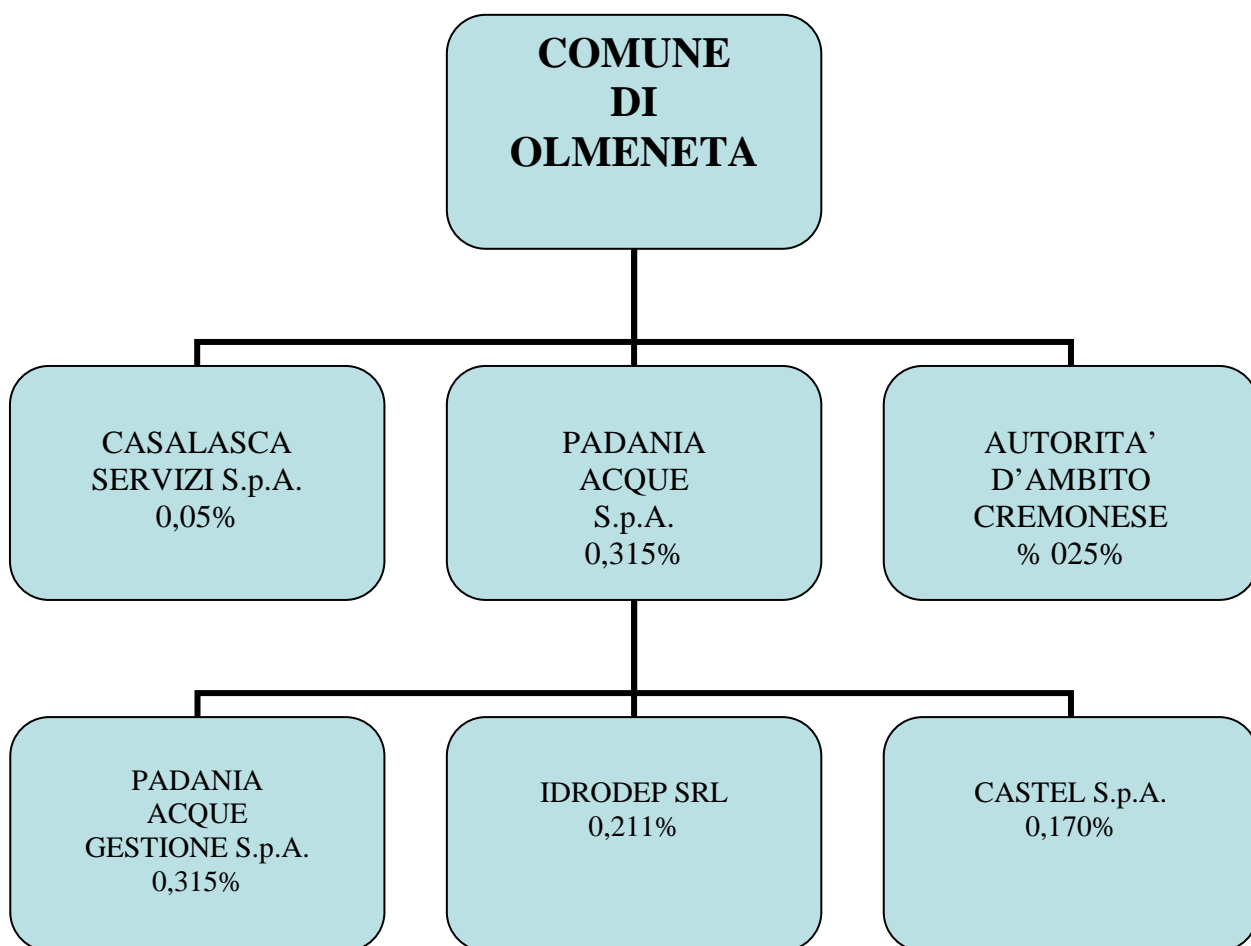 COMUNE
DI
OLMENETA
CASALASCA
SERVIZI S.p.A.
0,05%
PADANIA
ACQUE
S.p.A.
0,315%
AUTORITA’
D’AMBITO
CREMONESE
% 025%
PADANIA
ACQUE
GESTIONE S.p.A.
0,315%
IDRODEP SRL
0,211%
CASTEL S.p.A.
0,170%